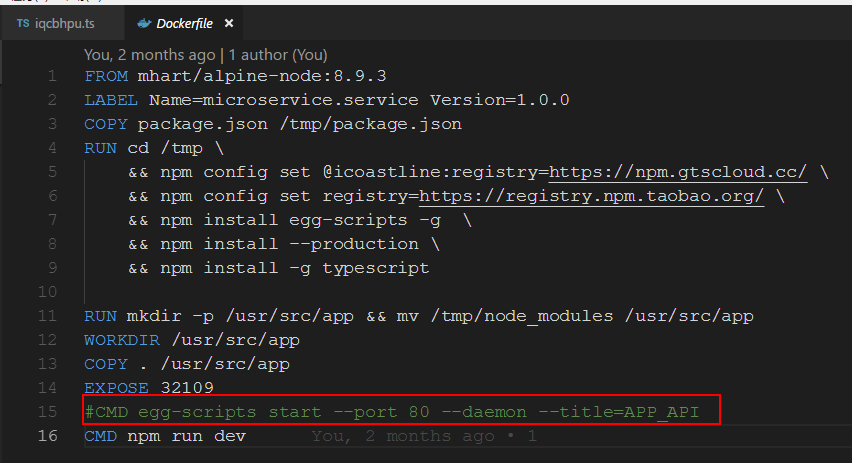 TS iqcbhpu.ts Dockerfile ×
You, 2 months ago | 1 author (You)
1 FROM mhart/alpine-node:8.9.3
2 LABEL Name=microservice.service Version=1.0.0
3 COPY package.json /tmp/package.json
4 RUN cd /tmp \
5 && npm config set @icoastline:registry=https://npm.gtscloud.cc/ \
6 && npm config set registry=https://registry.npm.taobao.org/ \
7 && npm install egg-scripts -g \
8 && npm install --production \
9 && npm install -g typescript
10
11 RUN mkdir -p /usr/src/app && mv /tmp/node_modules /usr/src/app
12 WORKDIR /usr/src/app
13 COPY . /usr/src/app
14 EXPOSE 32109
15 #CMD egg-scripts start --port 80 --daemon --title=APP_API
16 CMD npm run dev You, 2 months ago • 1